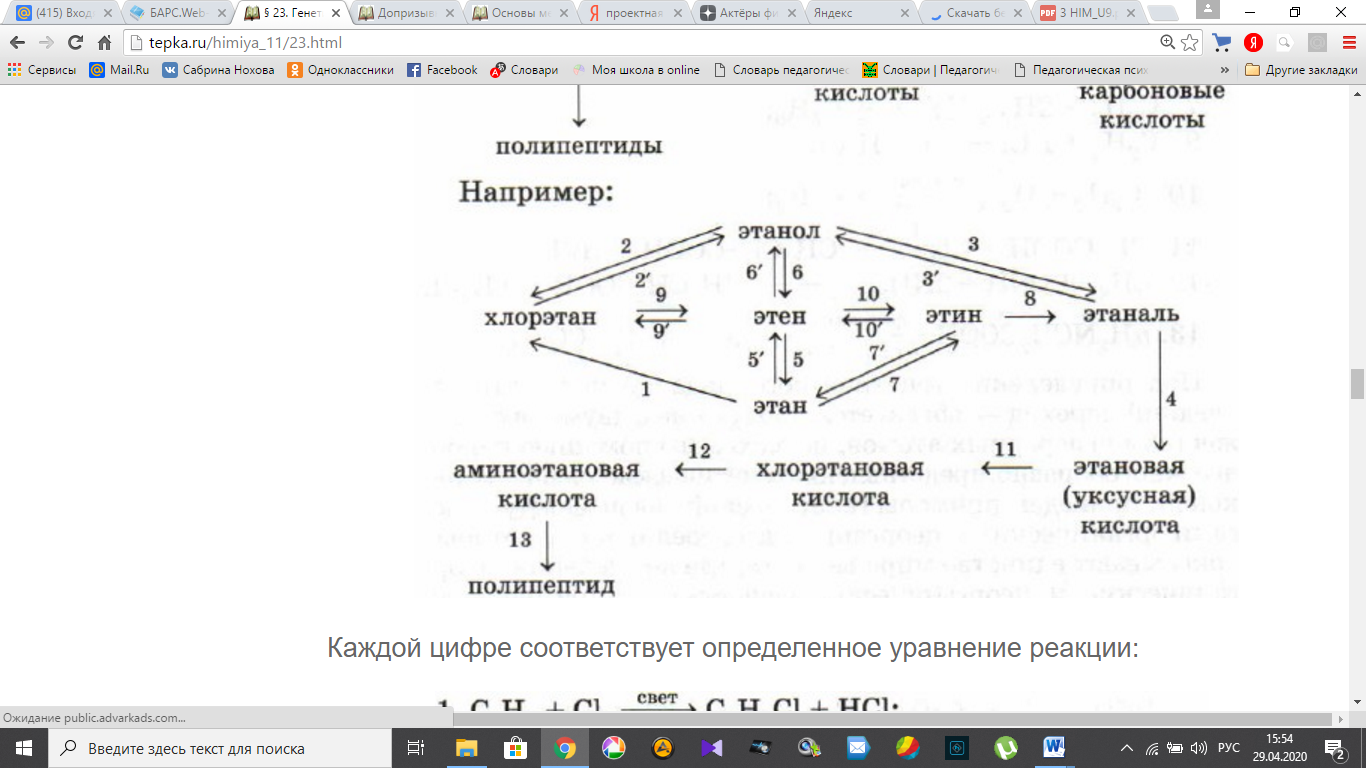 (415) Входя
БАРС.Web
§ 23. Генет
Допризыв
Основы ме
проектная
Актёры фи
Яндекс
Скачать бе
3 HIM_U9.p
tepka.ru/himiya_11/23.html
Сервисы
Mail.Ru
Сабрина Нохова
Одноклассники
Facebook
Словари
Моя школа в online
Словарь педагогичес
Словари | Педагогич
Педагогическая псих
»
Другие закладки
кислоты
карбоновые
кислоты
полипептиды
Например:
этанол
2
3
2′
6′
6
3′
9
10
8
хлорэтан
этен
этин
этаналь
9′
10′
5′
5
7′
7
1
4
этан
12
11
аминоэтановая
кислота
хлорэтановая
кислота
этановая
(уксусная)
кислота
13
полипептид
Каждой цифре соответствует определенное уравнение реакции:
свет
Ожидание public.advarkads.com...
Введите здесь текст для поиска
РУС
15:54
29.04.2020
2